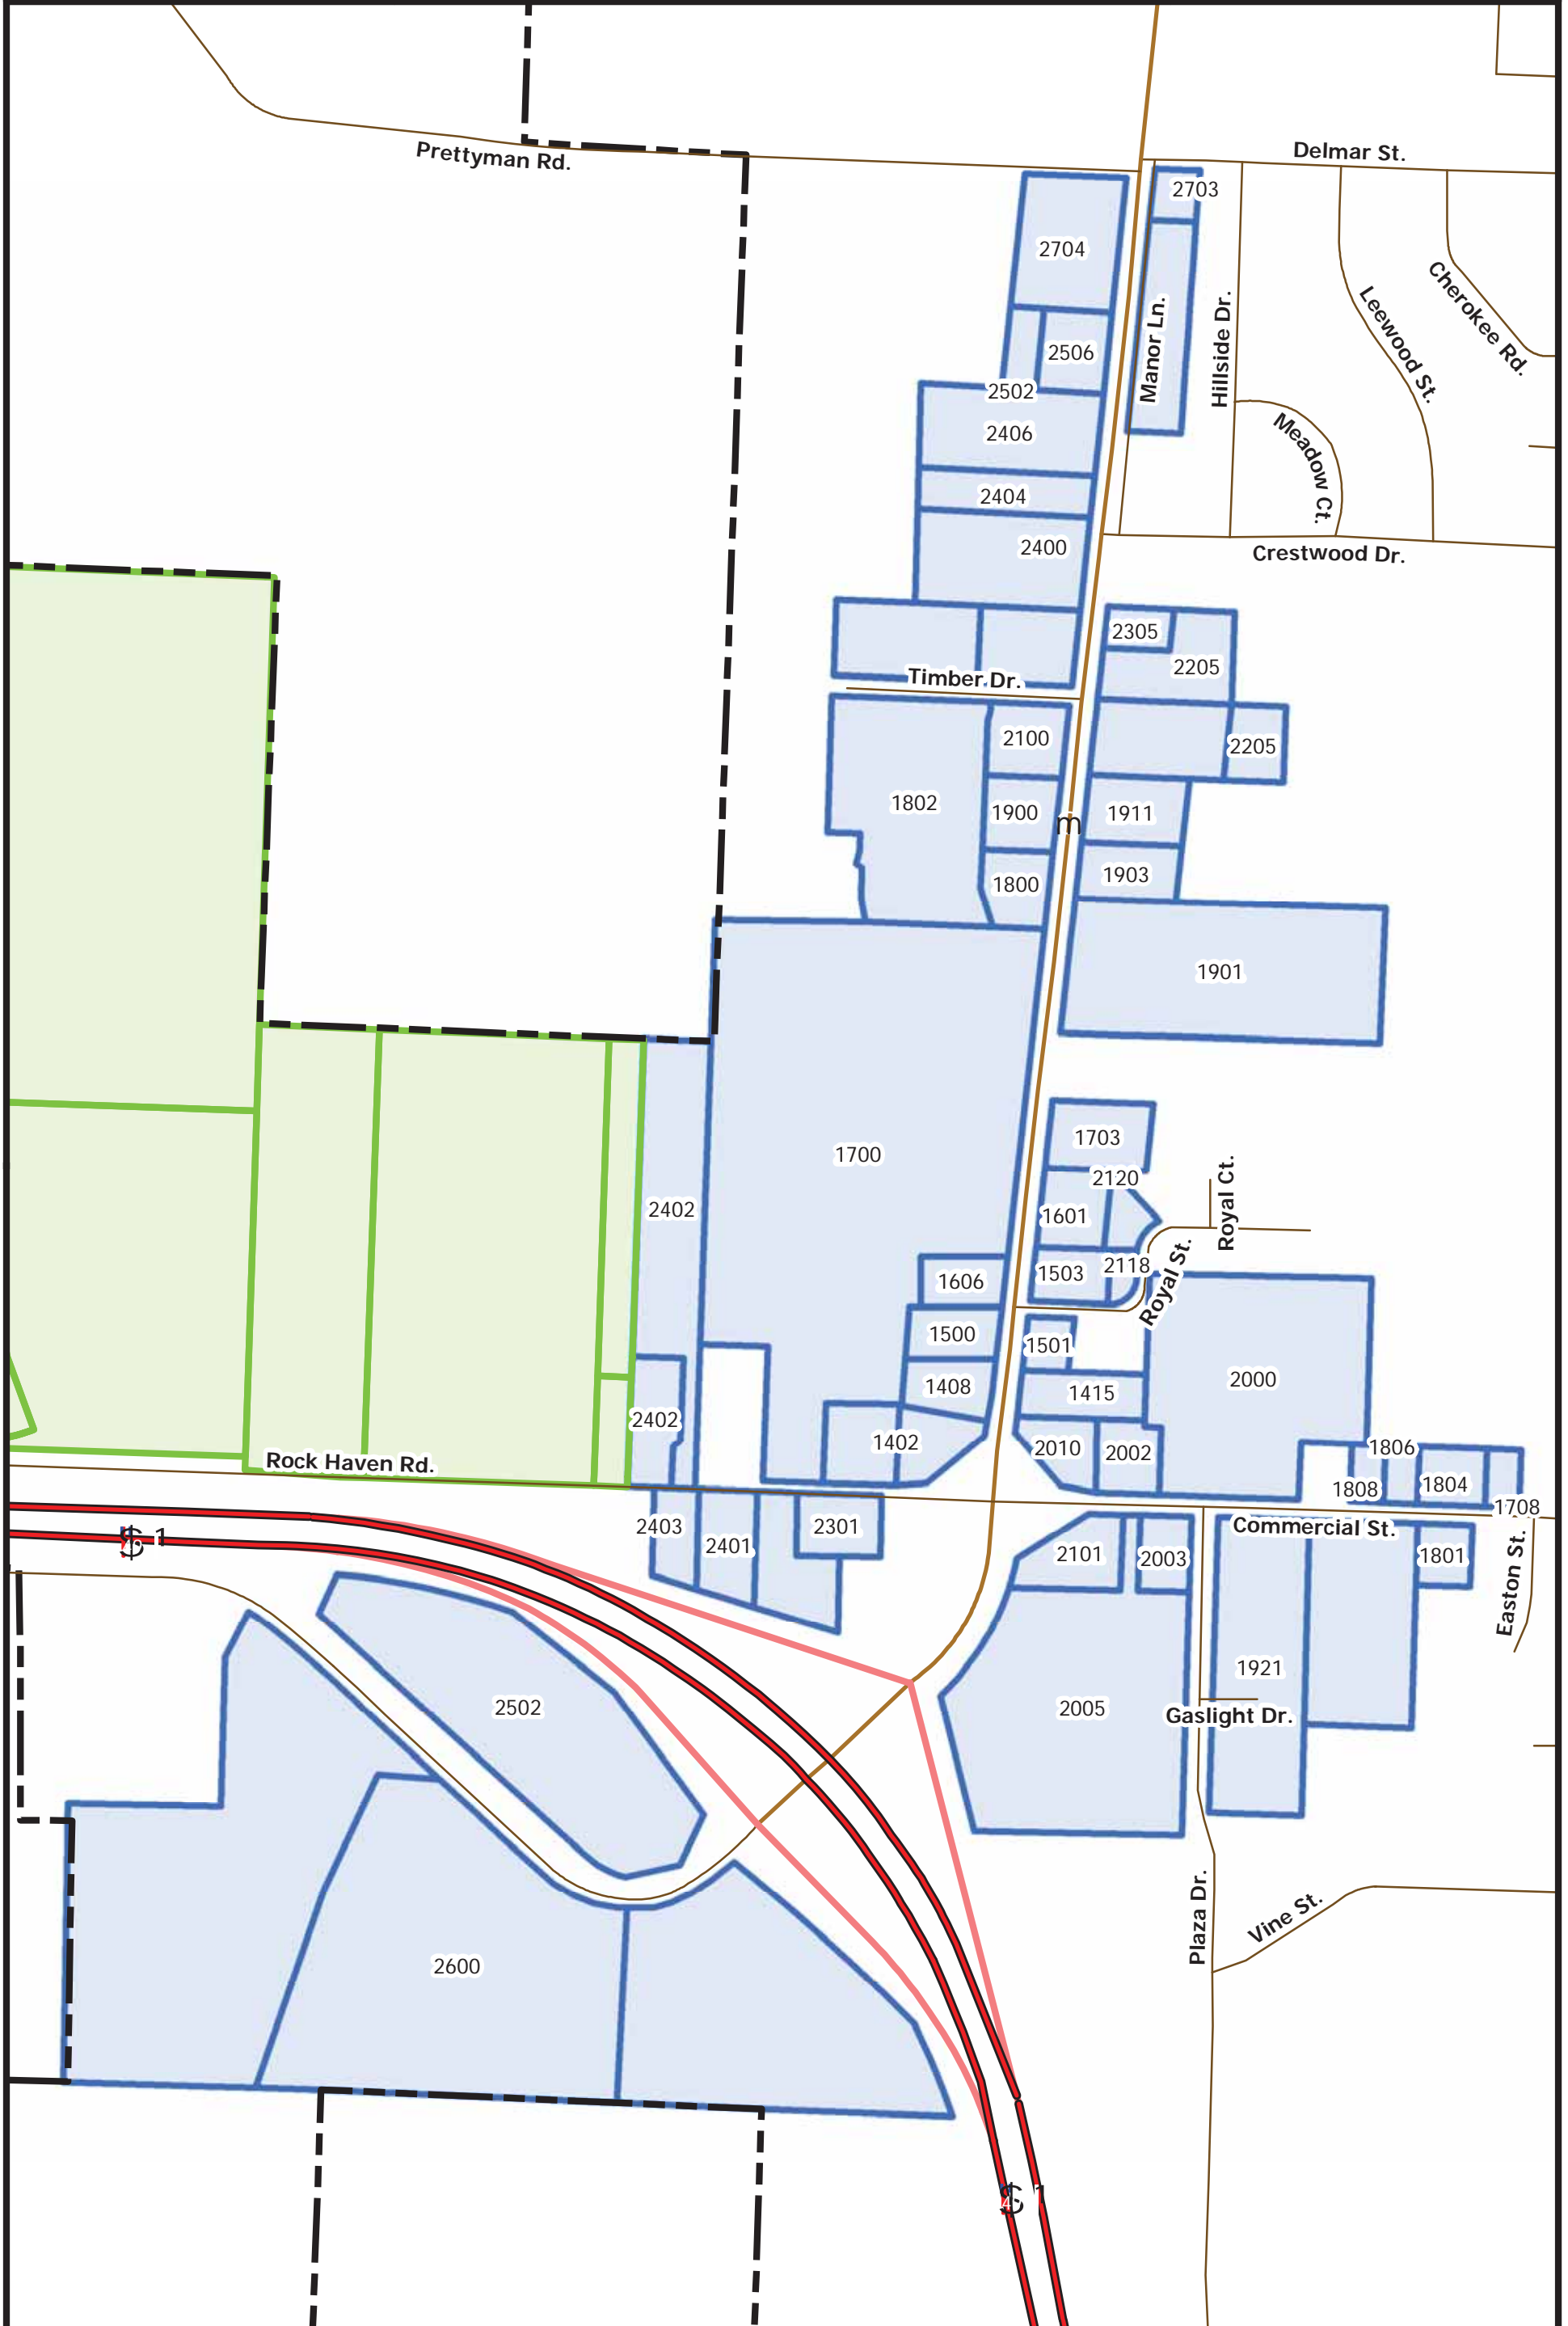 Delmar St.
Prettyman Rd.
2703
2704
Manor Ln.
Hillside Dr.
Leewood St.
Cherokee Rd.
2506
2502
2406
Meadow Ct.
2404
2400
Crestwood Dr.
2305
2205
Timber Dr.
2100
2205
1802
1900
m
1911
1800
1903
1901
1703
1700
2120
Royal Ct.
2402
1601
2118
1503
Royal St.
1606
1500
1501
2000
1408
1415
2402
1402
2010
2002
1806
Rock Haven Rd.
1808
1804
1708
2403
2301
Commercial St.
$ 1
2401
2101
2003
1801
Easton St.
1921
2502
2005
Gaslight Dr.
Plaza Dr.
Vine St.
2600
$ 1